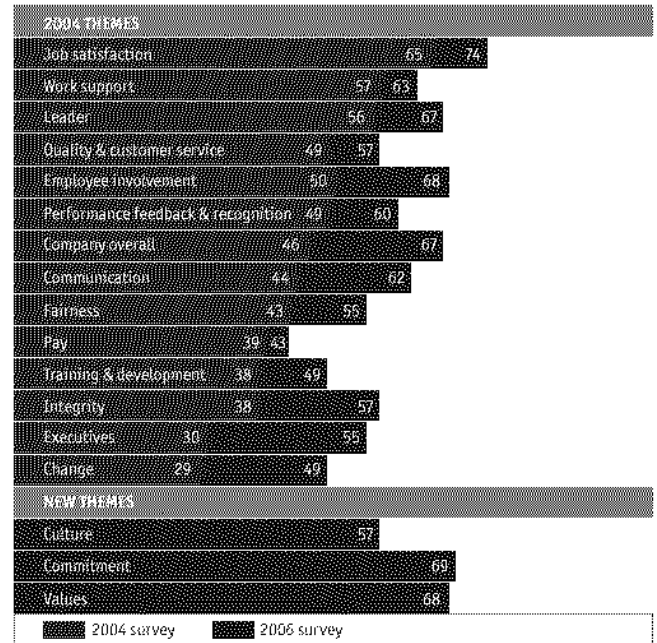 2004 THEMES
Job satisfaction 65 74
Work support 57 63
Leader 56 67
Quality & customer service 49 57
Employee involvement 50 68
Performance feedback & recognition 49 60
Company overall 46 67
Communication 44 62
Fairness 43 55
Pay 39 43
Training & development 38 49
Integrity 38 57
Executives 30 55
Change 29 49
NEW THEMES
Culture 57
Commitment 69
Values 68
2004 survey 2006 survey